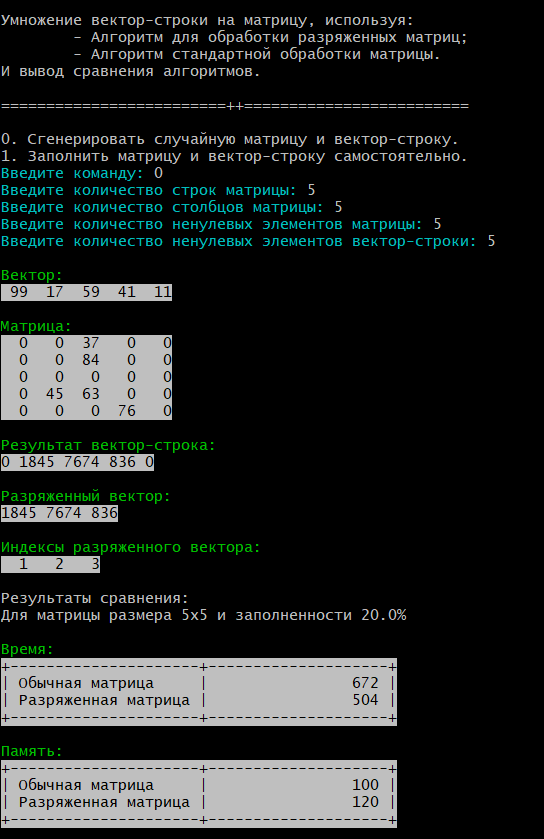 Умножение вектор-строки на матрицу, используя:
- Алгоритм для обработки разряженных матриц;
- Алгоритм стандартной обработки матрицы.
И вывод сравнения алгоритмов.
=========================++=========================
0. Сгенерировать случайную матрицу и вектор-строку.
1. Заполнить матрицу и вектор-строку самостоятельно.
Введите команду: 0
Введите количество строк матрицы: 5
Введите количество столбцов матрицы: 5
Введите количество ненулевых элементов матрицы: 5
Введите количество ненулевых элементов вектор-строки: 5
Вектор:
99 17 59 41 11
Матрица:
0 0 37 0 0
0 0 84 0 0
0 0 0 0 0
0 45 63 0 0
0 0 0 76 0
Результат вектор-строка:
0 1845 7674 836 0
Разряженный вектор:
1845 7674 836
Индексы разряженного вектора:
1 2 3
Результаты сравнения:
Для матрицы размера 5x5 и заполненности 20.0%
Время:
+---------------------+--------------------+
| Обычная матрица | 672 |
| Разряженная матрица | 504 |
+---------------------+--------------------+
Память:
+---------------------+--------------------+
| Обычная матрица | 100 |
| Разряженная матрица | 120 |
+---------------------+--------------------+